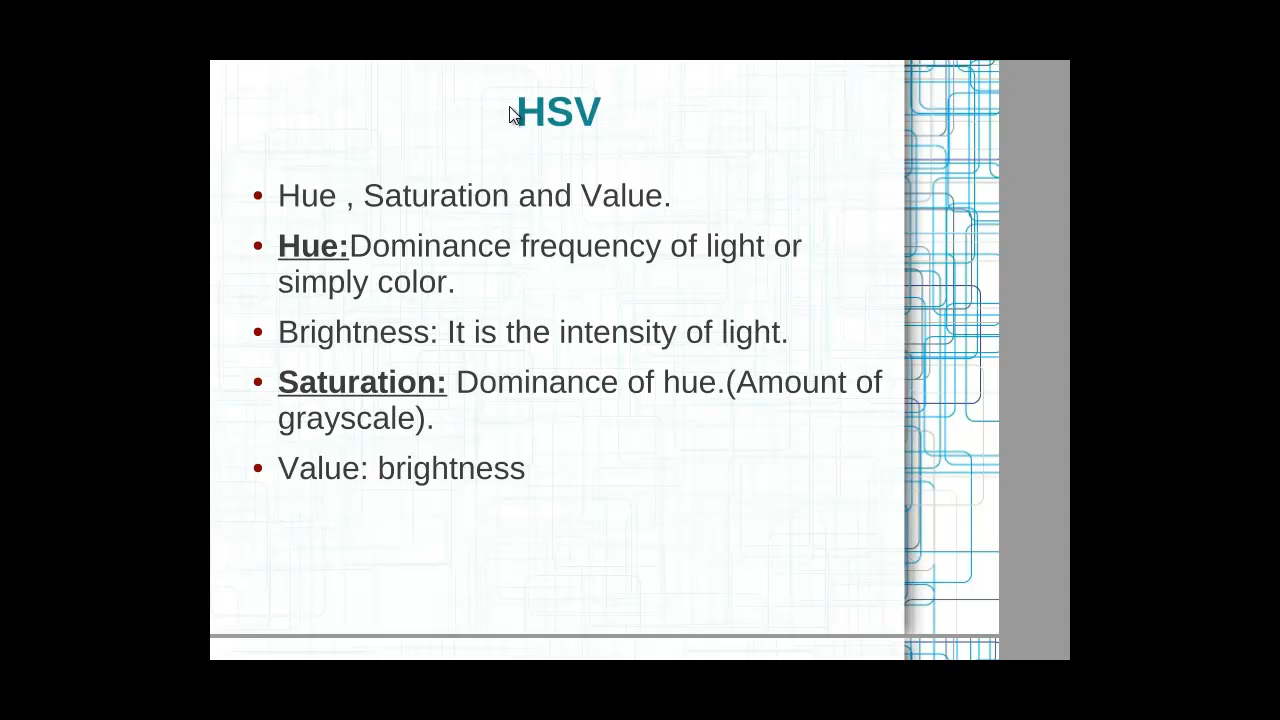 HSV
• Hue , Saturation and Value.
• Hue:Dominance frequency of light or
simply color.
• Brightness: It is the intensity of light.
• Saturation: Dominance of hue.(Amount of
grayscale).
• Value: brightness